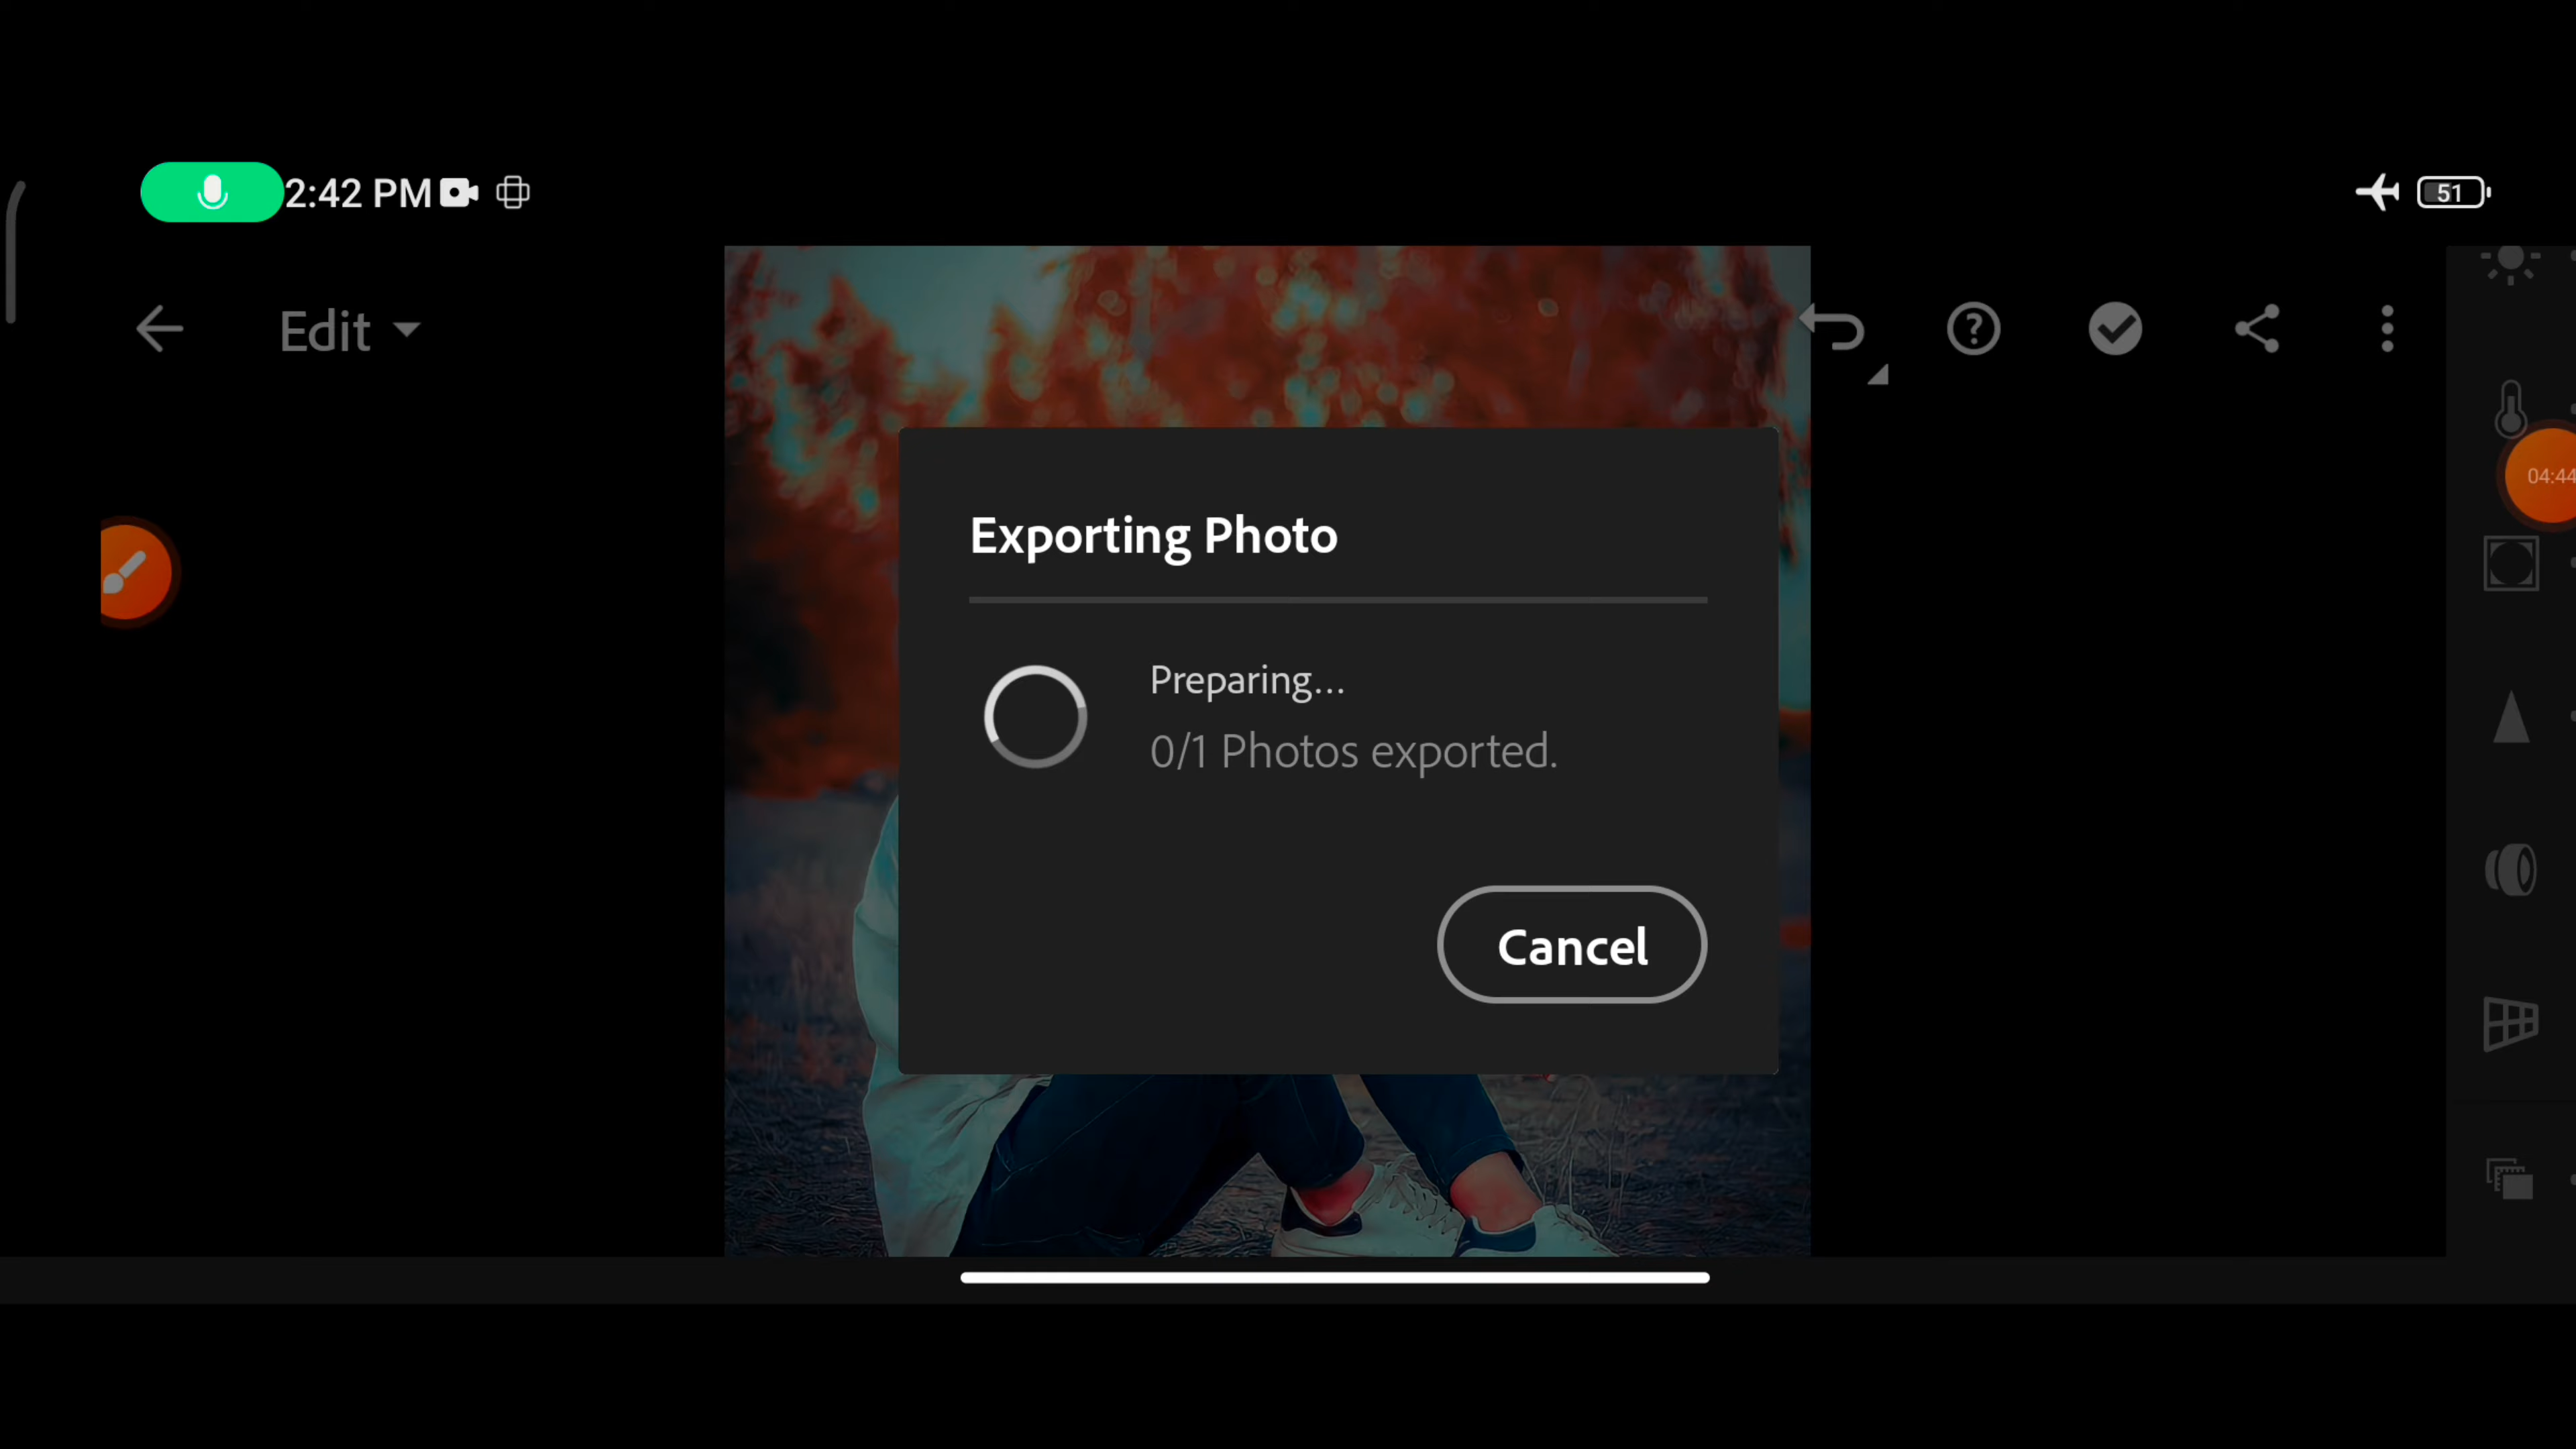 2:42 PM
51
Edit
04:44
Exporting Photo
Preparing...
0/1 Photos exported.
Cancel